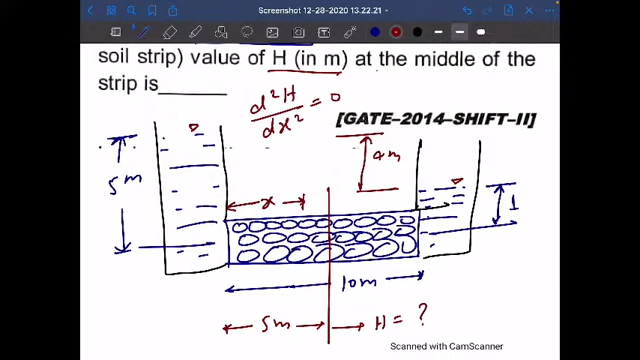 Screenshot 12-28-2020 13.22.21
soil strip) value of H (in m) at the middle of the
strip is
d²H/dx² = 0
[GATE–2014–SHIFT–II]
4m
5m
x
1
10m
5m
H = ?
Scanned with CamScanner